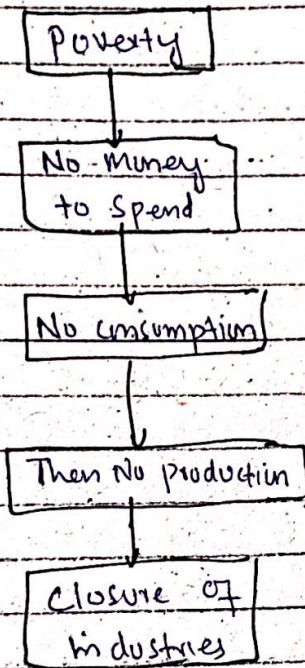 Poverty
No money
to spend
No consumption
Then No production
Closure of
industries